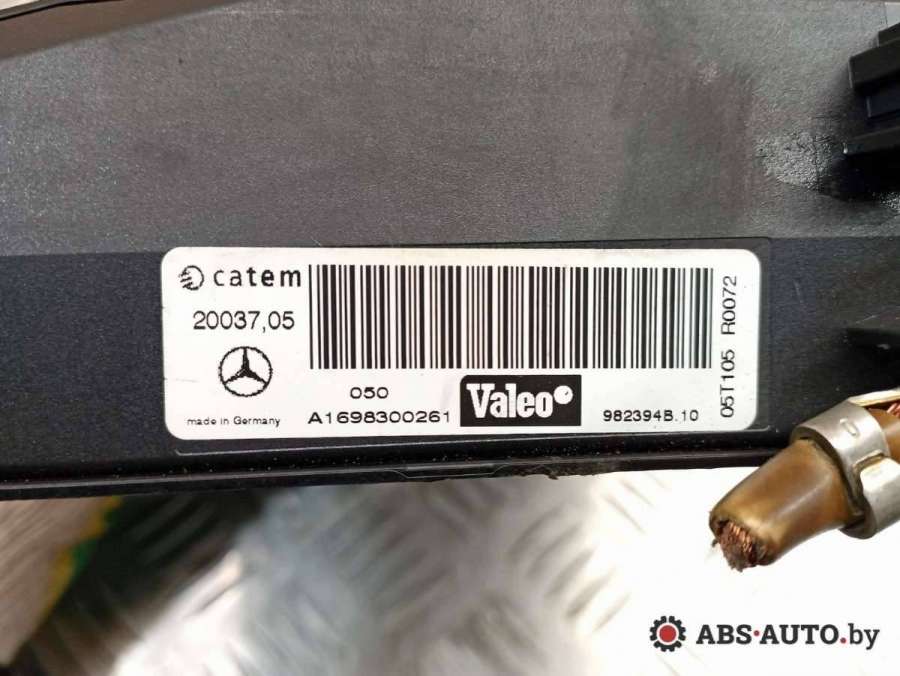 catem
20037,05
made in Germany
050
A1698300261
Valeo
982394B.10
05T105 R0072
ABS-AUTO.by